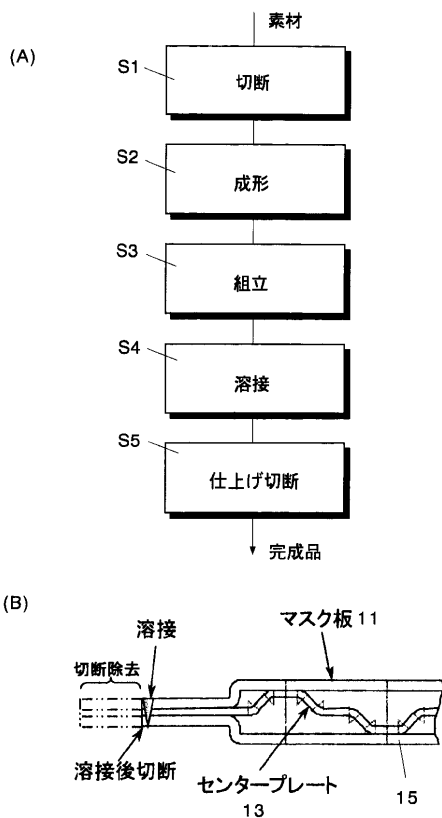 素材
(A)
S1
切断
S2
成形
S3
組立
S4
溶接
S5
仕上げ切断
完成品
(B)
溶接
マスク板11
切断除去
溶接後切断
センタープレート
13
15